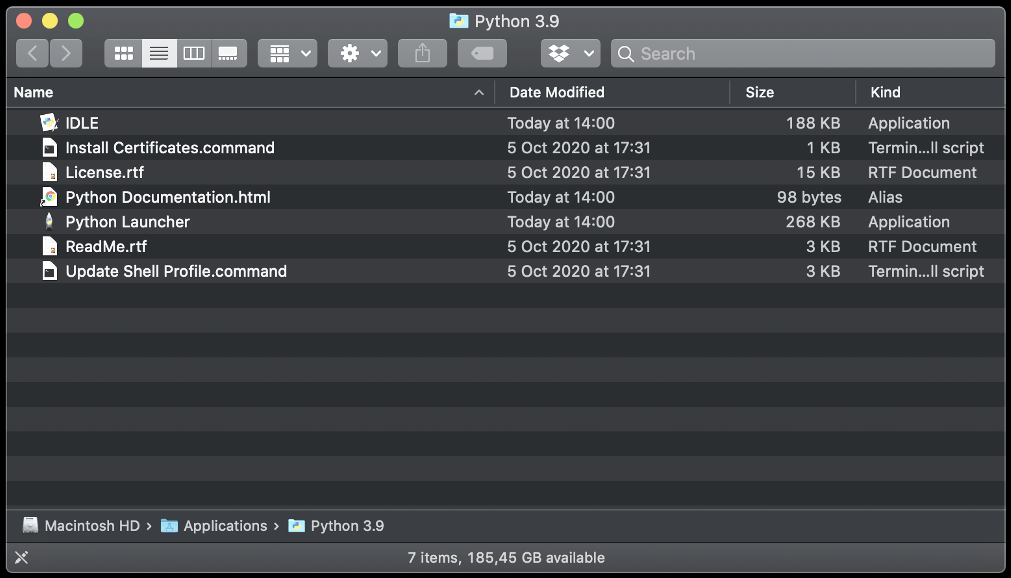 Python 3.9
Search
Name Date Modified Size Kind
IDLE Today at 14:00 188 KB Application
Install Certificates.command 5 Oct 2020 at 17:31 1 KB Termin...ll script
License.rtf 5 Oct 2020 at 17:31 15 KB RTF Document
Python Documentation.html Today at 14:00 98 bytes Alias
Python Launcher Today at 14:00 268 KB Application
ReadMe.rtf 5 Oct 2020 at 17:31 3 KB RTF Document
Update Shell Profile.command 5 Oct 2020 at 17:31 3 KB Termin...ll script
Macintosh HD › Applications › Python 3.9
7 items, 185,45 GB available